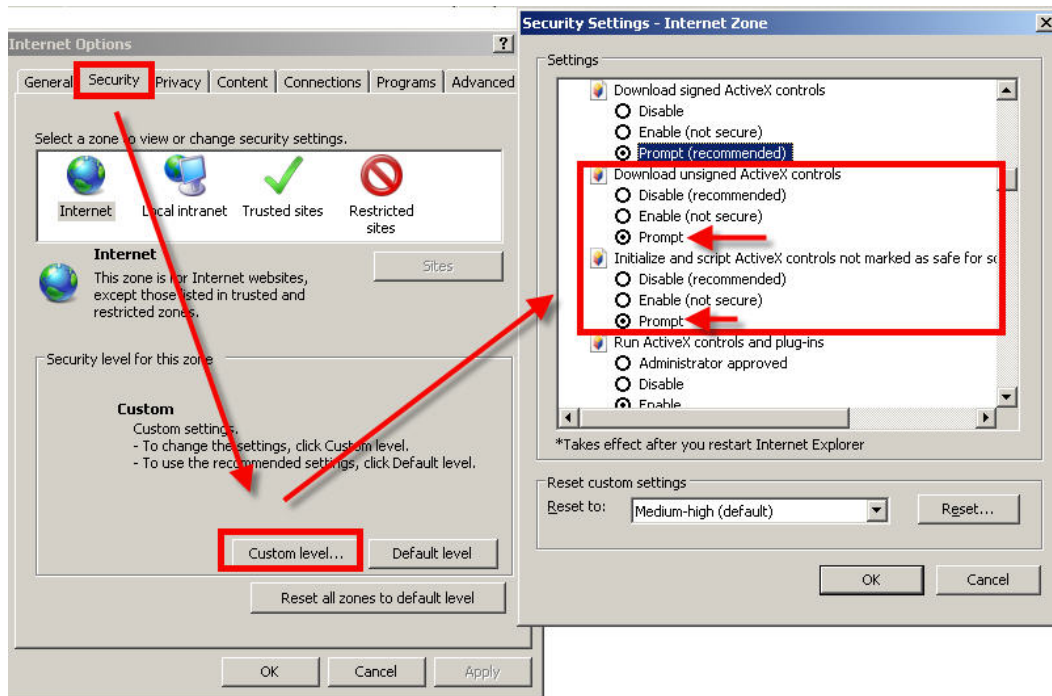 Internet Options
?
General Security Privacy Content Connections Programs Advanced
Select a zone to view or change security settings.
Internet Local intranet Trusted sites Restricted
sites
Internet
This zone is for Internet websites,
except those listed in trusted and
restricted zones.
Sites
Security level for this zone
Custom
Custom settings.
- To change the settings, click Custom level.
- To use the recommended settings, click Default level.
Custom level... Default level
Reset all zones to default level
OK Cancel Apply
Security Settings - Internet Zone
X
Settings
Download signed ActiveX controls
Disable
Enable (not secure)
Prompt (recommended)
Download unsigned ActiveX controls
Disable (recommended)
Enable (not secure)
Prompt
Initialize and script ActiveX controls not marked as safe for sc
Disable (recommended)
Enable (not secure)
Prompt
Run ActiveX controls and plug-ins
Administrator approved
Disable
Enable
*Takes effect after you restart Internet Explorer
Reset custom settings
Reset to: Medium-high (default) Reset...
OK Cancel